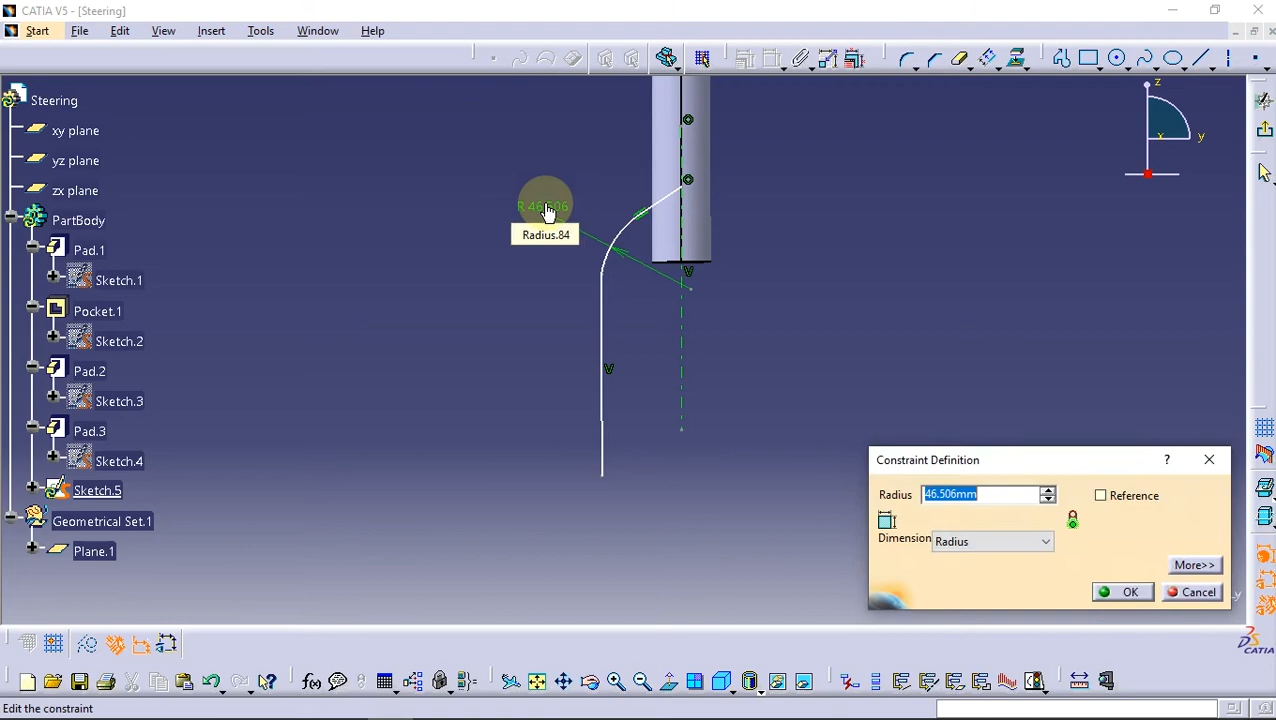 CATIA V5 - [Steering]
Start File Edit View Insert Tools Window Help
Steering
xy plane
yz plane
zx plane
PartBody
Pad.1
Sketch.1
Pocket.1
Sketch.2
Pad.2
Sketch.3
Pad.3
Sketch.4
Sketch.5
Geometrical Set.1
Plane.1
z
x y
Radius.84
V
V
Constraint Definition
? 
Radius 46.506mm Reference
Dimension Radius
More>>
OK Cancel
f(x)
DS
CATIA
Edit the constraint